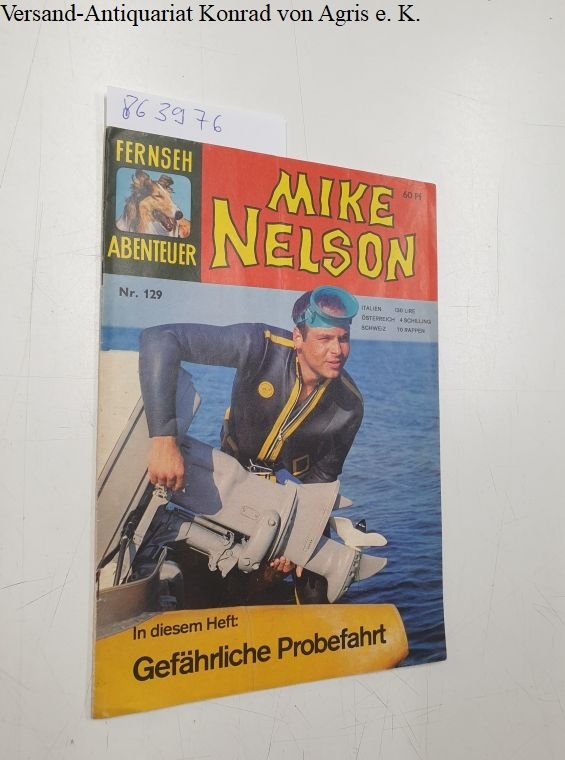 Versand-Antiquariat Konrad von Agris e. K.
863976
FERNSEH
ABENTEUER
MIKE
NELSON
60 Pf
Nr. 129
ITALIEN 130 LIRE
ÖSTERREICH 4 SCHILLING
SCHWEIZ 70 RAPPEN
In diesem Heft:
Gefährliche Probefahrt